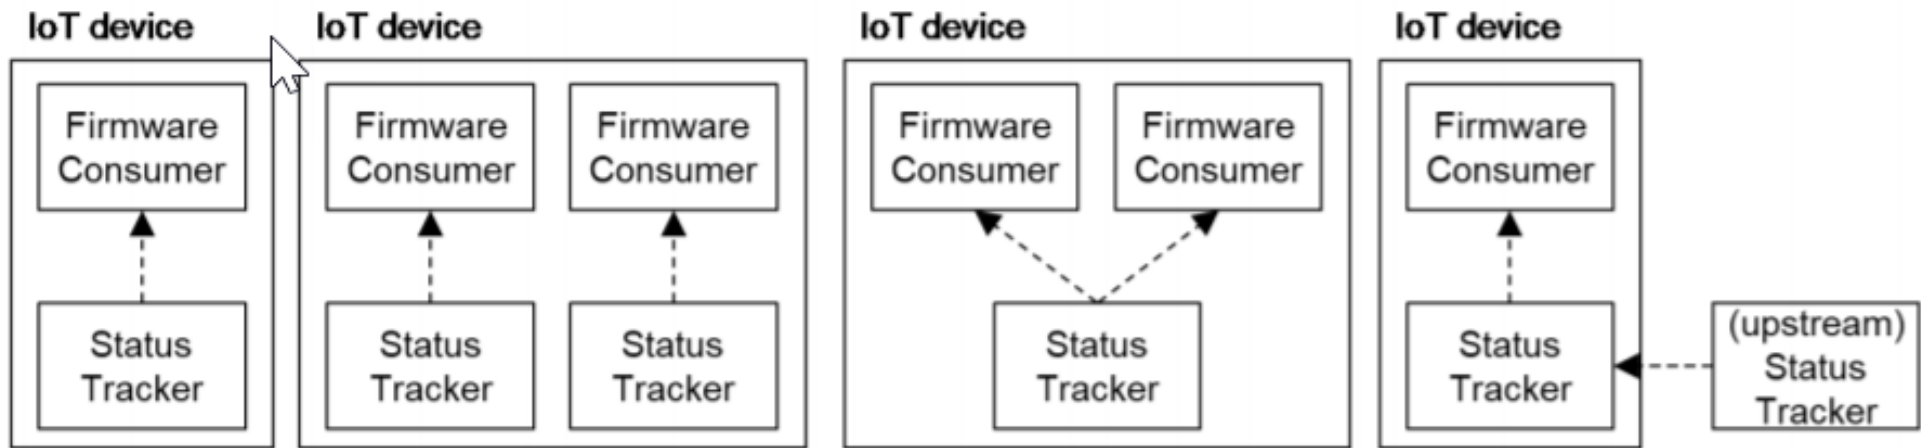 IoT device
Firmware
Consumer
Status
Tracker
IoT device
Firmware
Consumer
Firmware
Consumer
Status
Tracker
Status
Tracker
IoT device
Firmware
Consumer
Firmware
Consumer
Status
Tracker
IoT device
Firmware
Consumer
Status
Tracker
(upstream)
Status
Tracker